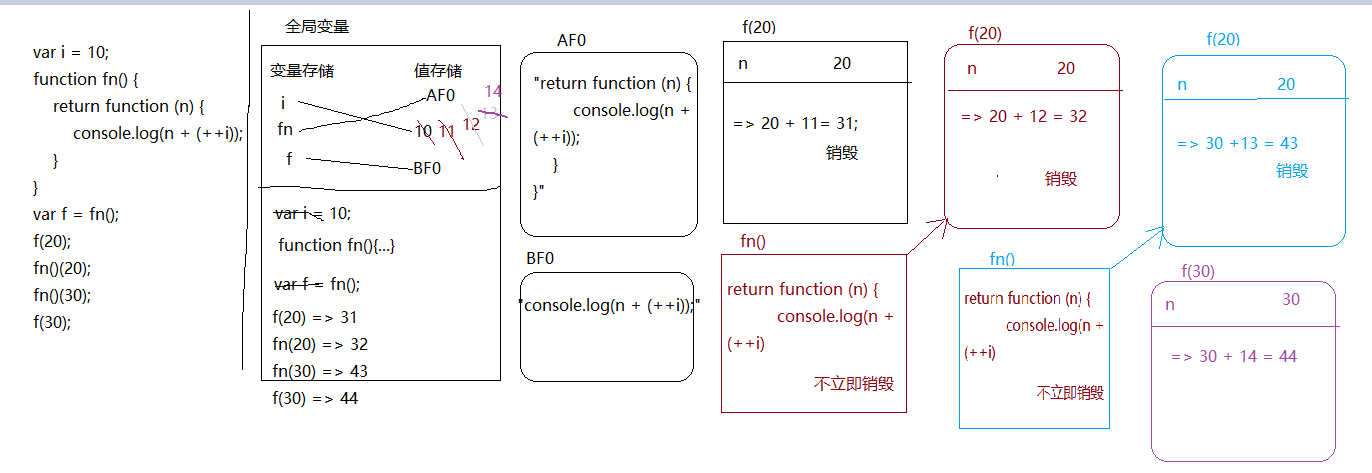 var i = 10;
function fn() {
return function (n) {
console.log(n + (++i));
}
}
var f = fn();
f(20);
fn()(20);
fn()(30);
f(30);
全局变量
变量存储 值存储
i AF0
fn 10 11 12 13 14
f BF0
var i = 10;
function fn(){...}
var f = fn();
f(20) => 31
fn(20) => 32
fn(30) => 43
f(30) => 44
AF0
"return function (n) {
console.log(n +
(++i));
}
}"
BF0
"console.log(n + (++i));"
f(20)
n 20
=> 20 + 11= 31;
销毁
fn()
return function (n) {
console.log(n +
(++i)
不立即销毁
f(20)
n 20
=> 20 + 12 = 32
销毁
fn()
return function (n) {
console.log(n +
(++i)
不立即销毁
f(20)
n 20
=> 30 +13 = 43
销毁
f(30)
n 30
=> 30 + 14 = 44